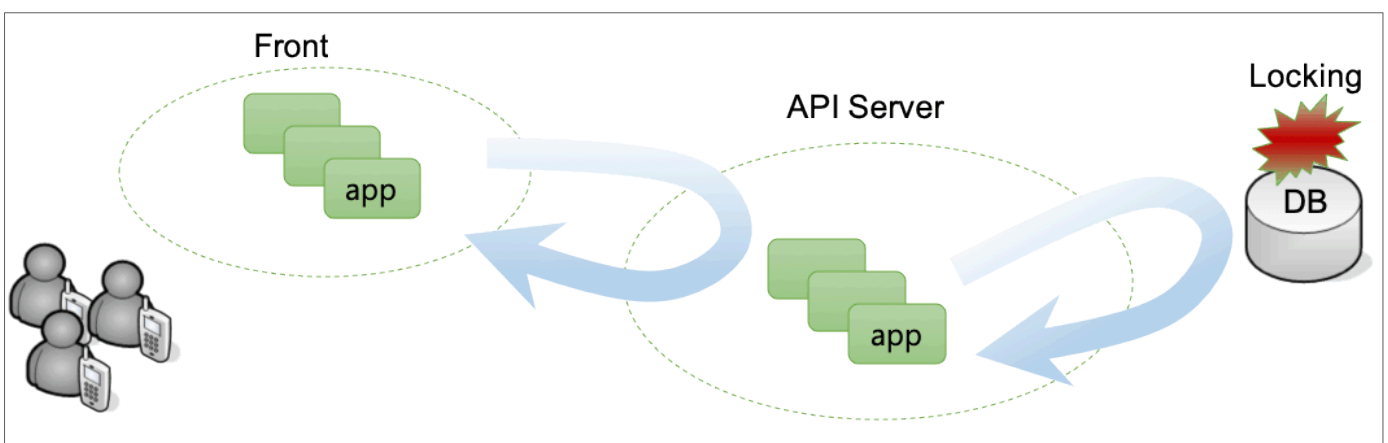 Front
app
API Server
app
Locking
DB